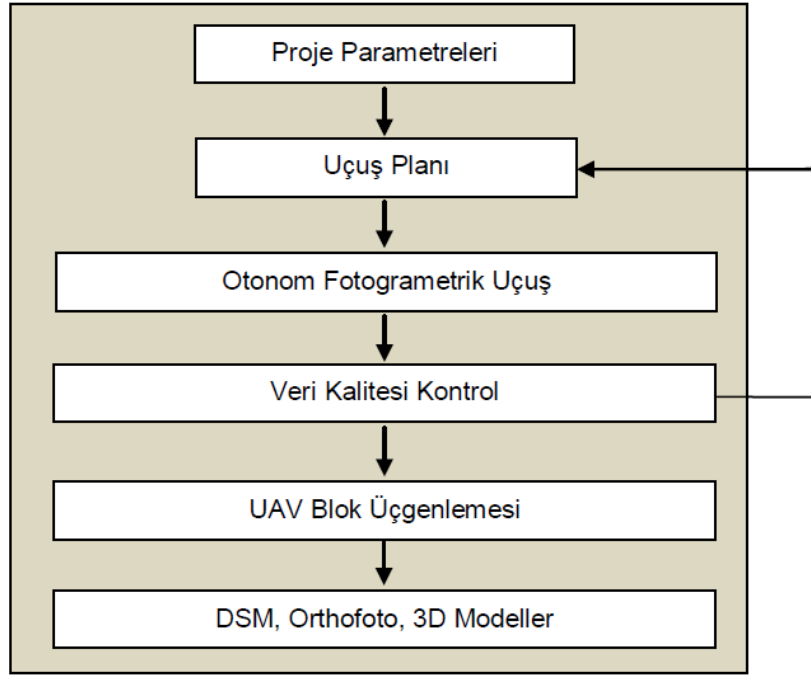 Proje Parametreleri
Uçuş Planı
Otonom Fotogrametrik Uçuş
Veri Kalitesi Kontrol
UAV Blok Üçgenlemesi
DSM, Orthofoto, 3D Modeller